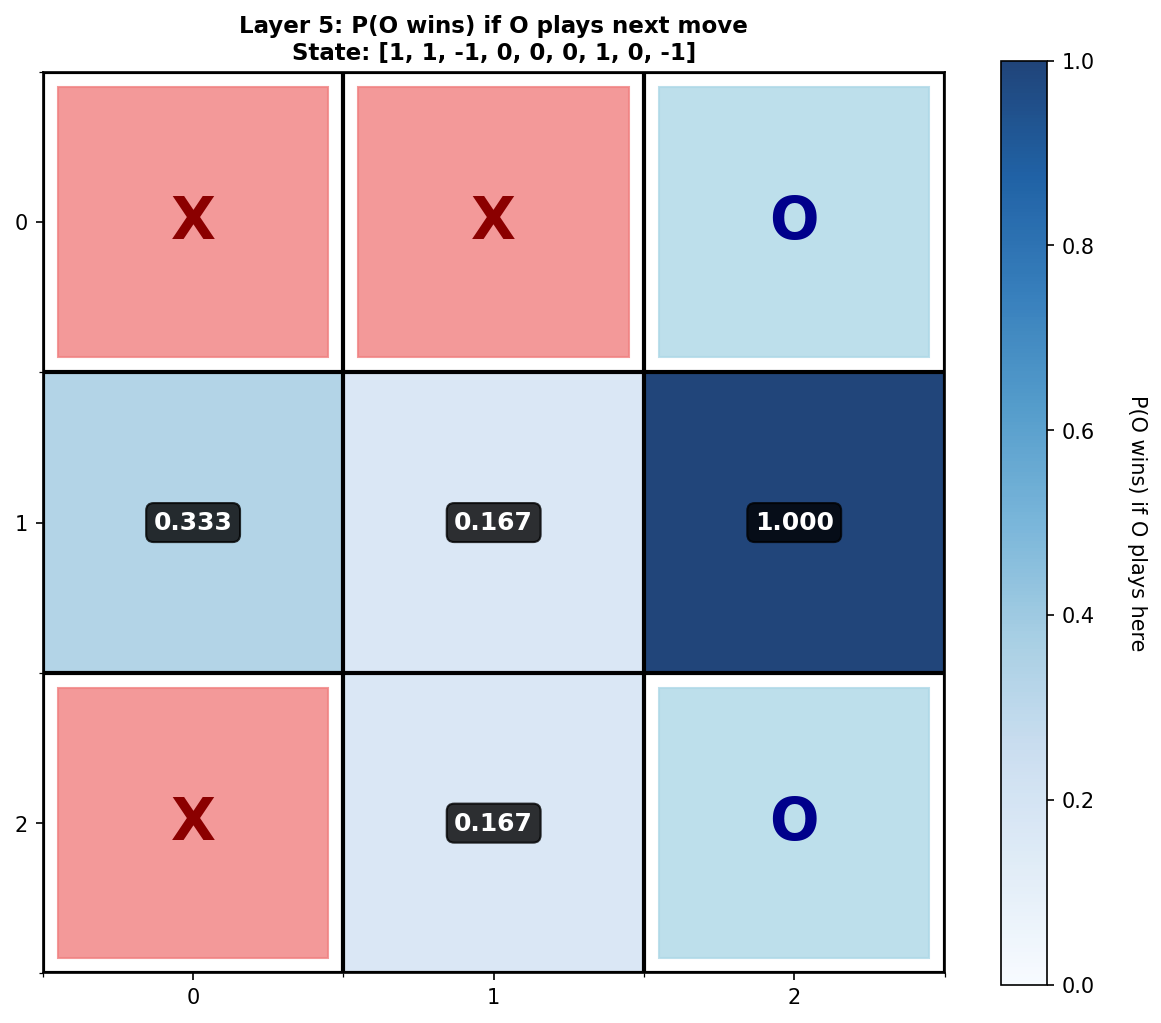 Layer 5: P(O wins) if O plays next move
State: [1, 1, -1, 0, 0, 0, 1, 0, -1]
0
X
X
O
1
0.333
0.167
1.000
2
X
0.167
O
0
1
2
1.0
0.8
0.6
0.4
0.2
0.0
P(O wins) if O plays here